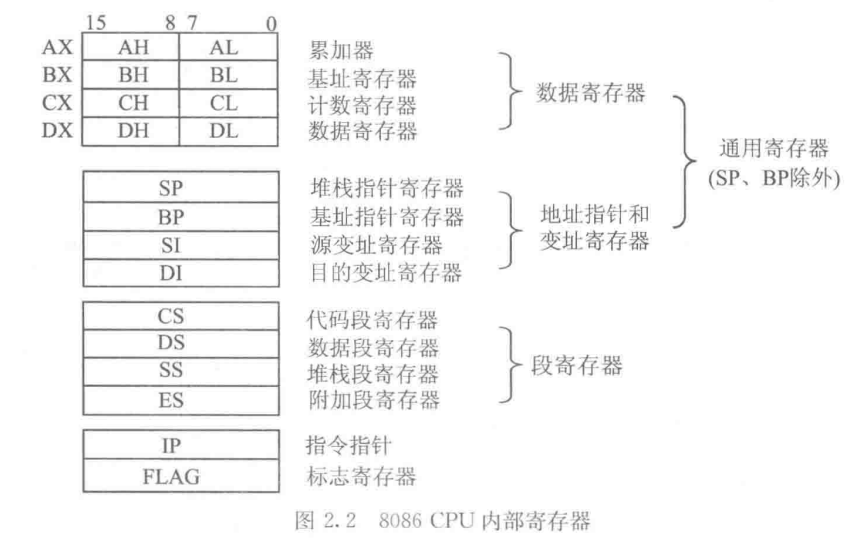 15 8 7 0
AX AH AL 累加器
BX BH BL 基址寄存器
CX CH CL 计数寄存器
DX DH DL 数据寄存器
数据寄存器
通用寄存器
(SP、BP除外)
SP 堆栈指针寄存器
BP 基址指针寄存器
SI 源变址寄存器
DI 目的变址寄存器
地址指针和
变址寄存器
CS 代码段寄存器
DS 数据段寄存器
SS 堆栈段寄存器
ES 附加段寄存器
段寄存器
IP 指令指针
FLAG 标志寄存器
图 2.2 8086 CPU 内部寄存器